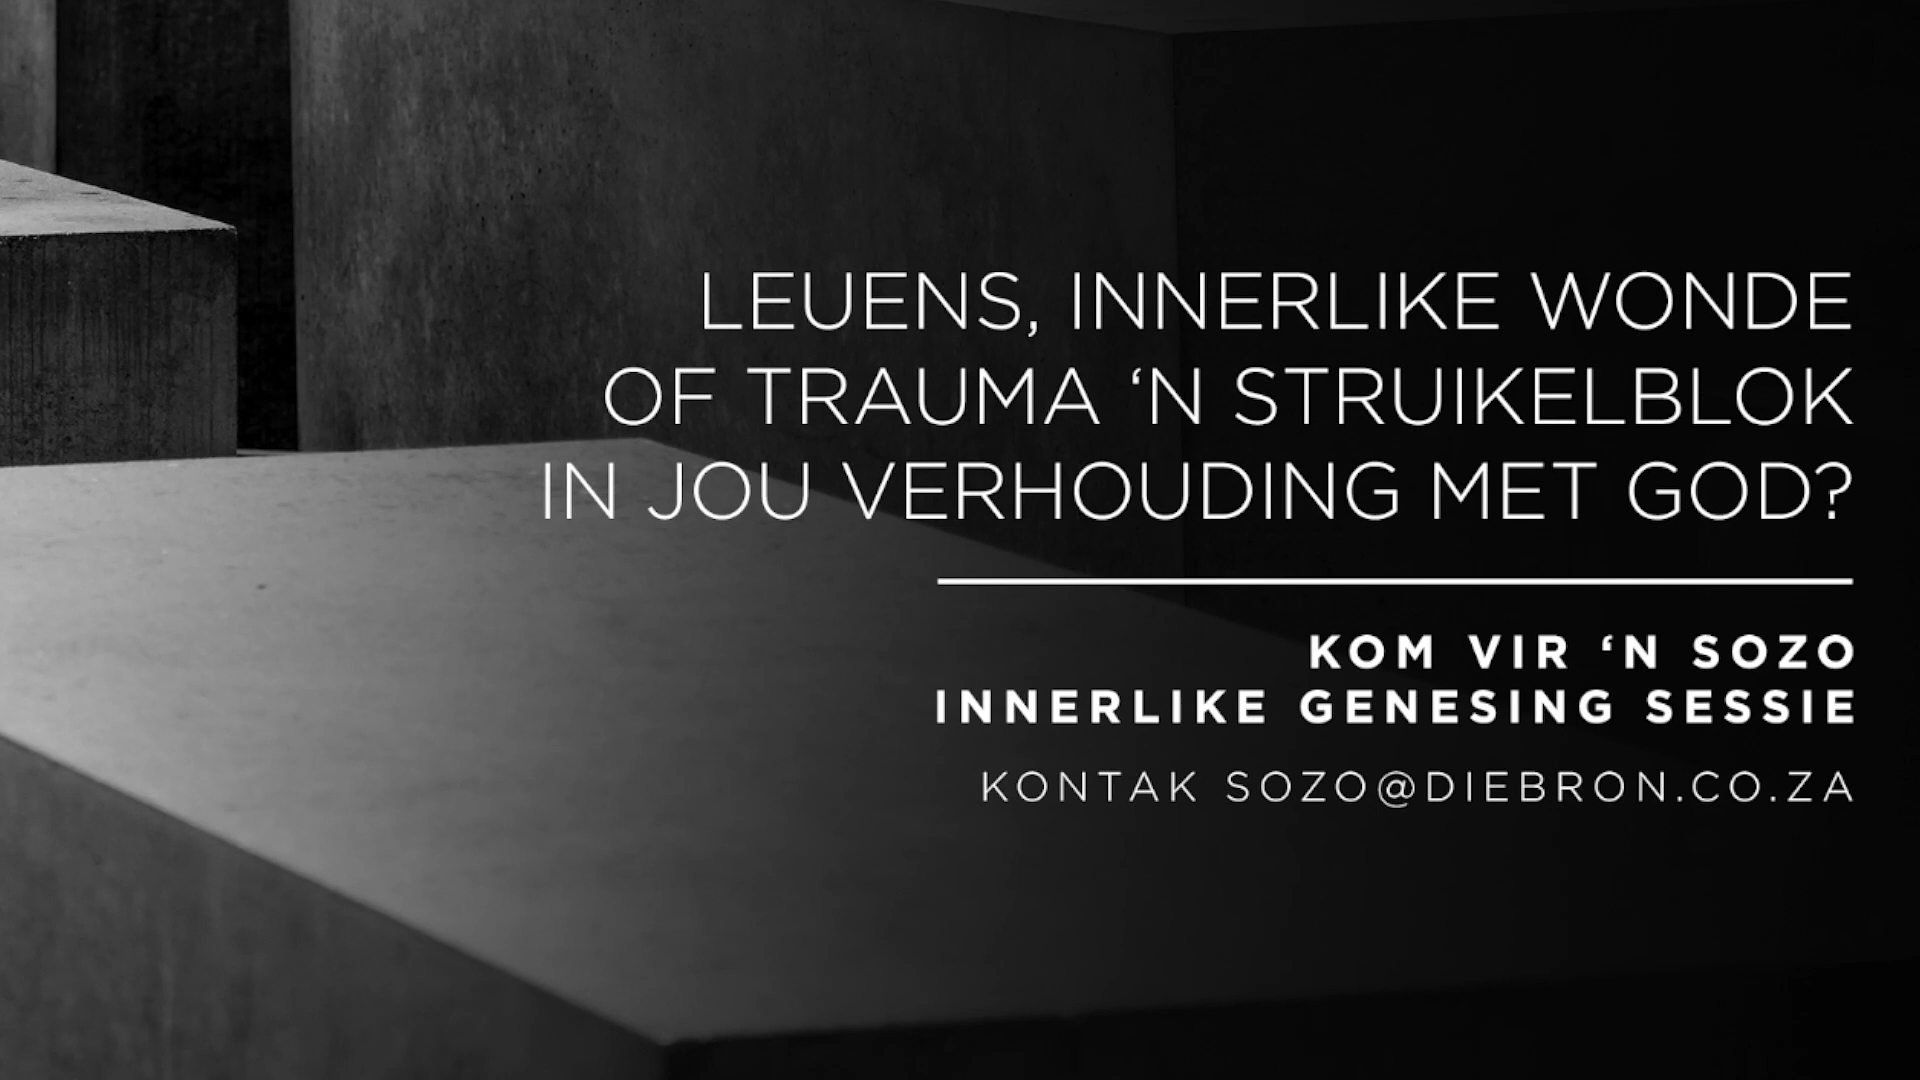 LEUENS, INNERLIKE WONDE
OF TRAUMA ‘N STRUIKELBLOK
IN JOU VERHOUDING MET GOD?
KOM VIR ‘N SOZO
INNERLIKE GENESING SESSIE
KONTAK SOZO@DIEBRON.CO.ZA